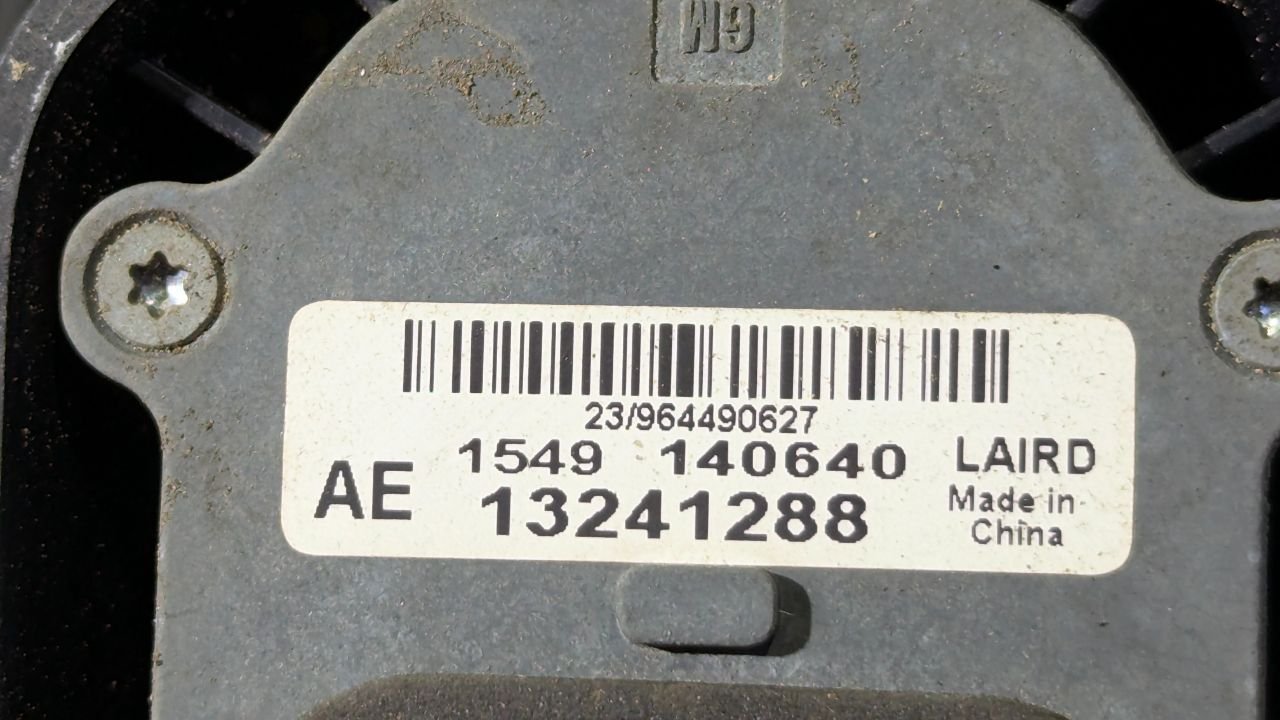 GM
23/964490627
1549 140640
AE 13241288
LAIRD
Made in
China